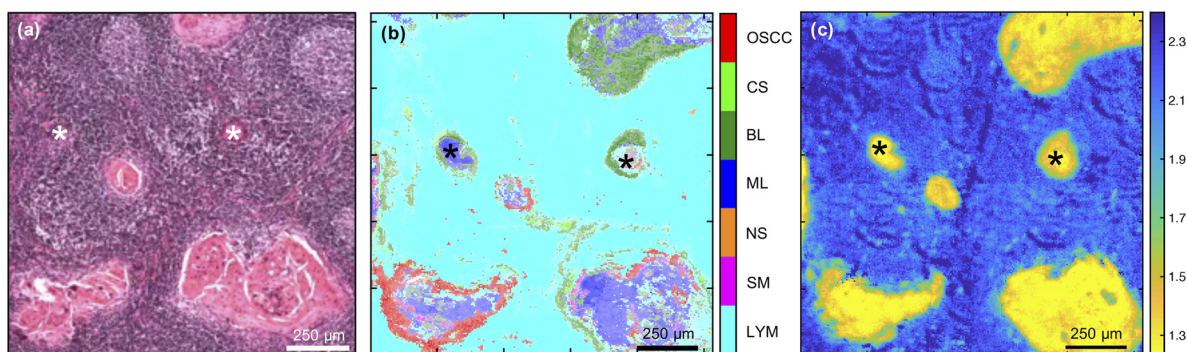 (a)
*
*
250 µm
(b)
*
*
250 µm
OSCC
CS
BL
ML
NS
SM
LYM
(c)
*
*
250 µm
2.3
2.1
1.9
1.7
1.5
1.3